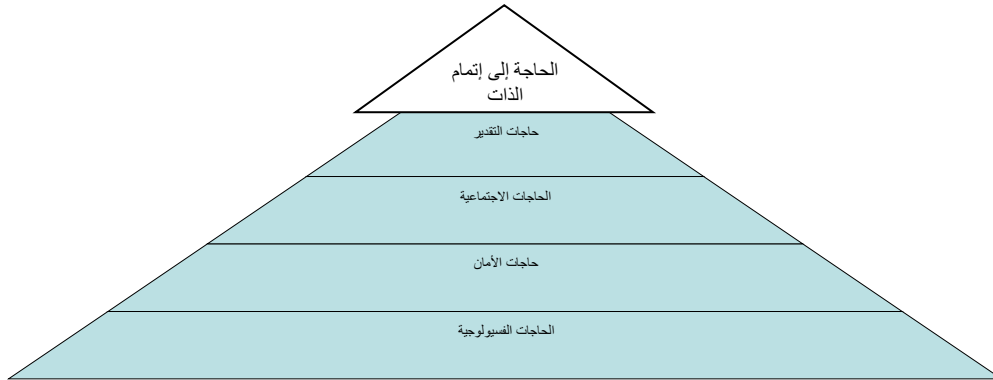 الحاجة إلى إتمام
الذات
حاجات التقدير
الحاجات الاجتماعية
حاجات الأمان
الحاجات الفسيولوجية